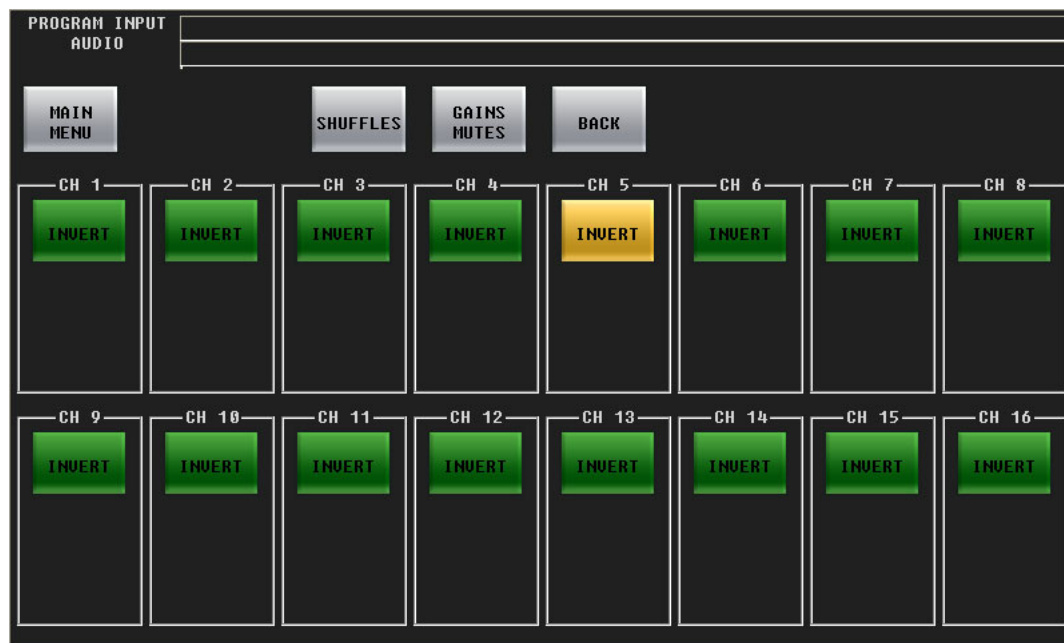 PROGRAM INPUT
AUDIO
MAIN
MENU
SHUFFLES
GAINS
MUTES
BACK
CH 1 CH 2 CH 3 CH 4 CH 5 CH 6 CH 7 CH 8
INVERT INVERT INVERT INVERT INVERT INVERT INVERT INVERT
CH 9 CH 10 CH 11 CH 12 CH 13 CH 14 CH 15 CH 16
INVERT INVERT INVERT INVERT INVERT INVERT INVERT INVERT